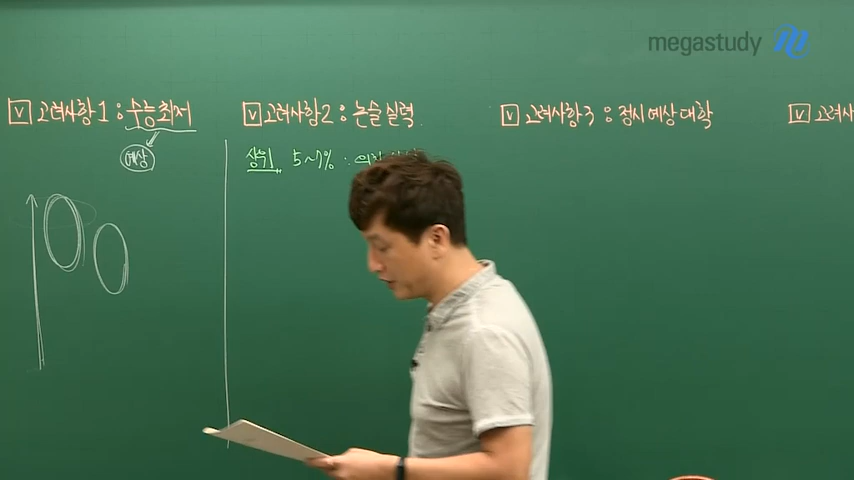 megastudy
V 고려사항 1 : 수능최저
예상
V 고려사항 2 : 논술실력
상위 5~7% :
V 고려사항 3 : 정시예상대학
V 고려사